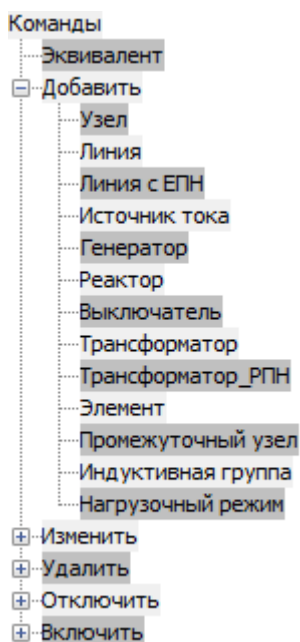 Команды
Эквивалент
Добавить
Узел
Линия
Линия с ЕПН
Источник тока
Генератор
Реактор
Выключатель
Трансформатор
Трансформатор_РПН
Элемент
Промежуточный узел
Индуктивная группа
Нагрузочный режим
Изменить
Удалить
Отключить
Включить